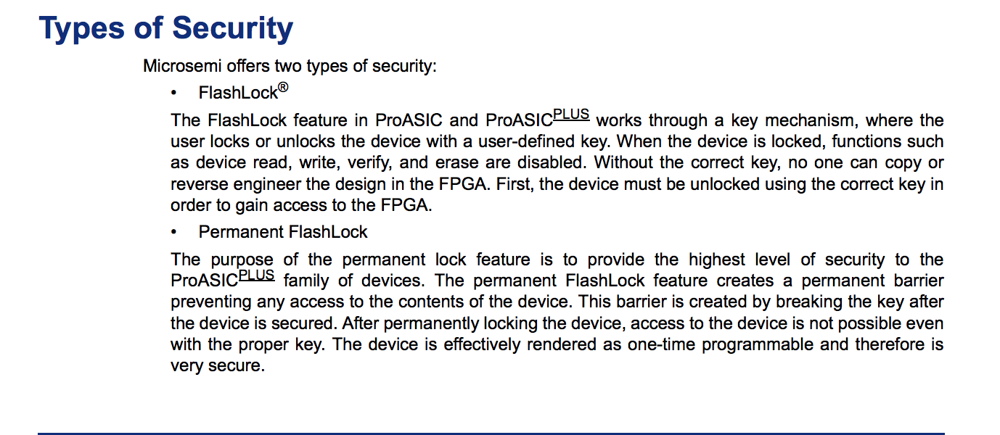 Types of Security
Microsemi offers two types of security:
• FlashLock®
The FlashLock feature in ProASIC and ProASICPLUS works through a key mechanism, where the
user locks or unlocks the device with a user-defined key. When the device is locked, functions such
as device read, write, verify, and erase are disabled. Without the correct key, no one can copy or
reverse engineer the design in the FPGA. First, the device must be unlocked using the correct key in
order to gain access to the FPGA.
• Permanent FlashLock
The purpose of the permanent lock feature is to provide the highest level of security to the
ProASICPLUS family of devices. The permanent FlashLock feature creates a permanent barrier
preventing any access to the contents of the device. This barrier is created by breaking the key after
the device is secured. After permanently locking the device, access to the device is not possible even
with the proper key. The device is effectively rendered as one-time programmable and therefore is
very secure.